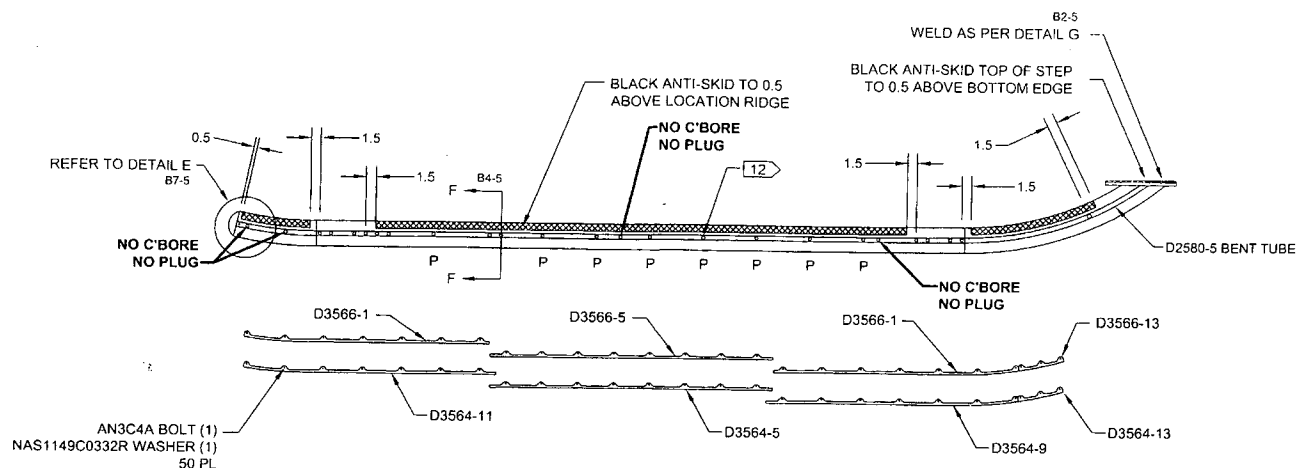 B2-5
WELD AS PER DETAIL G
BLACK ANTI-SKID TOP OF STEP
TO 0.5 ABOVE BOTTOM EDGE
BLACK ANTI-SKID TO 0.5
ABOVE LOCATION RIDGE
NO C'BORE
NO PLUG
0.5
1.5
REFER TO DETAIL E
B7-5
1.5
F
B4-5
12
1.5
1.5
1.5
NO C'BORE
NO PLUG
D2580-5 BENT TUBE
P
F
P
P
P
P
P
P
NO C'BORE
NO PLUG
D3566-1
D3566-5
D3566-1
D3566-13
D3564-11
D3564-5
D3564-9
D3564-13
AN3C4A BOLT (1)
NAS1149C0332R WASHER (1)
50 PL